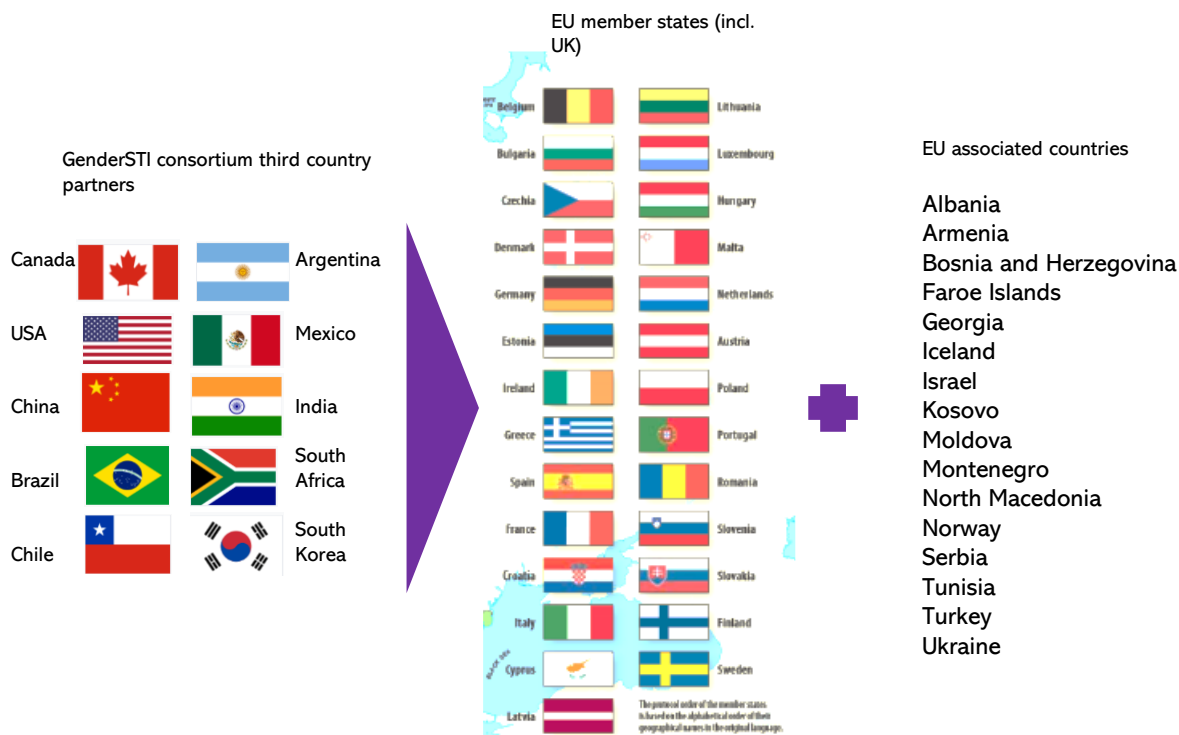 EU member states (incl.
UK)
GenderSTI consortium third country
partners
Canada
Argentina
USA
Mexico
China
India
Brazil
South
Africa
Chile
South
Korea
Belgium
Lithuania
Bulgaria
Luxembourg
Czechia
Hungary
Denmark
Malta
Germany
Netherlands
Estonia
Austria
Ireland
Poland
Greece
Portugal
Spain
Romania
France
Slovenia
Croatia
Slovakia
Italy
Finland
Cyprus
Sweden
Latvia
BLACK SEA
The protocol order of the member states
is based on the alphabetical order of their
geographical names in the original language.
EU associated countries
Albania
Armenia
Bosnia and Herzegovina
Faroe Islands
Georgia
Iceland
Israel
Kosovo
Moldova
Montenegro
North Macedonia
Norway
Serbia
Tunisia
Turkey
Ukraine